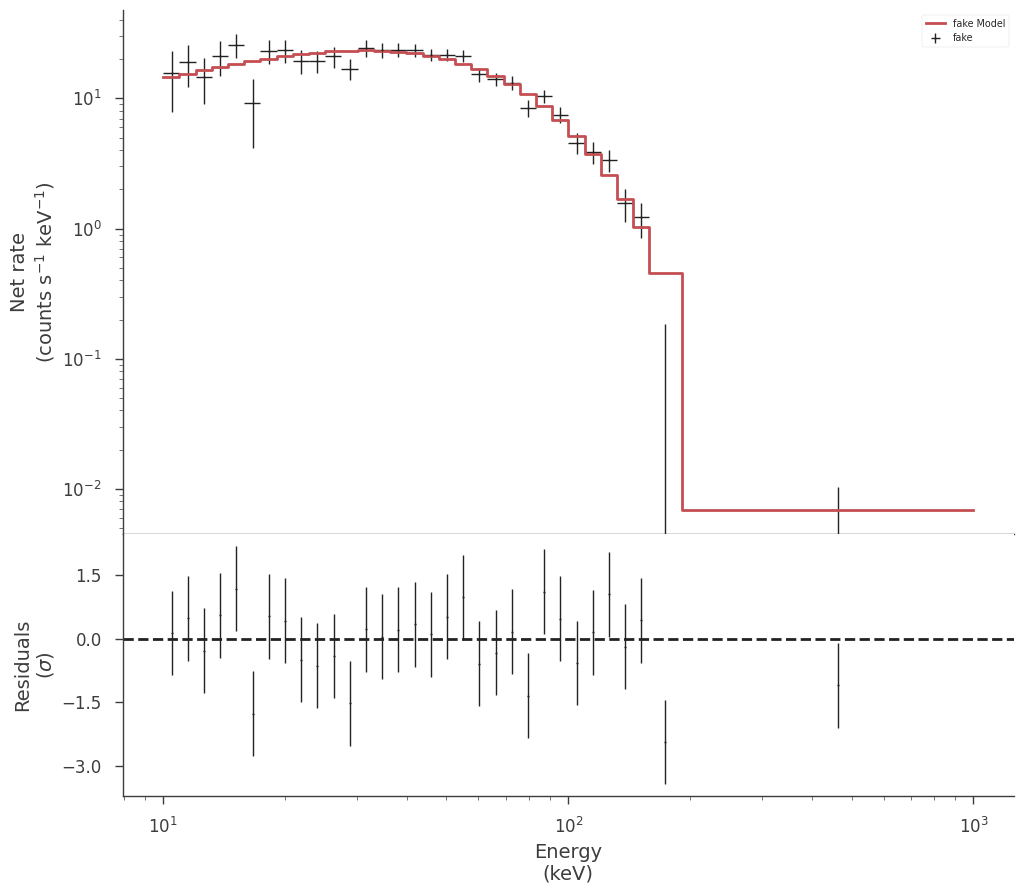 fake Model
fake
Net rate
(counts s⁻¹ keV⁻¹)
10¹
10⁰
10⁻¹
10⁻²
Residuals
(σ)
1.5
0.0
−1.5
−3.0
10¹ 10² 10³
Energy
(keV)